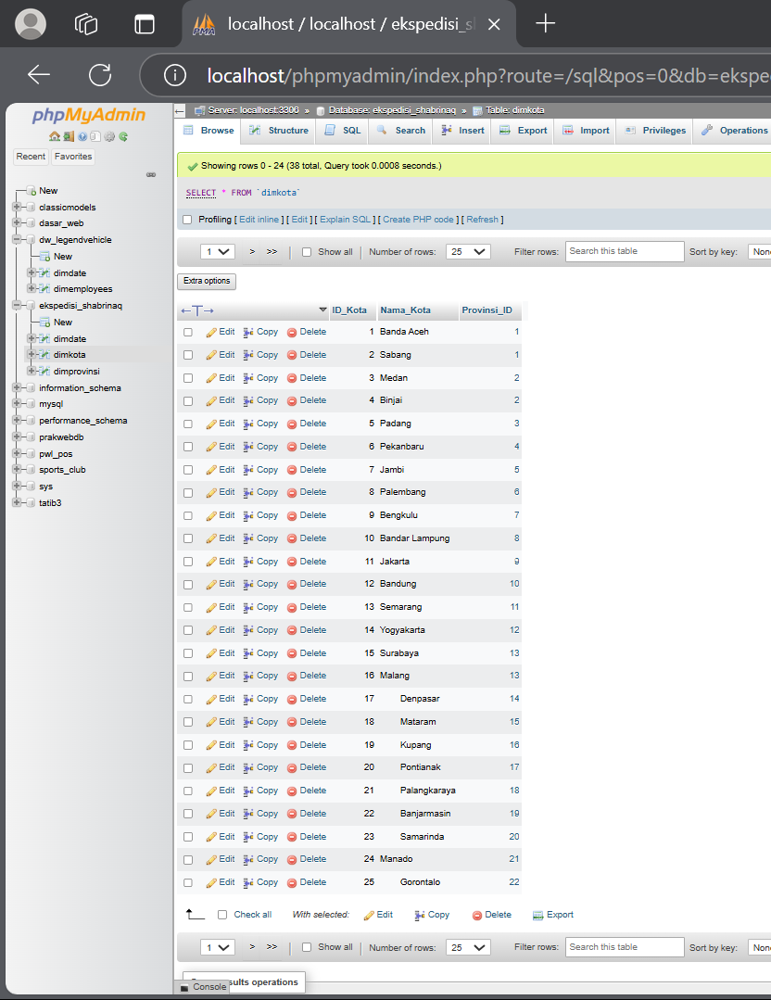 localhost / localhost / ekspedisi_s
localhost/phpmyadmin/index.php?route=/sql&pos=0&db=ekspe
phpMyAdmin
Recent Favorites
New
classicmodels
dasar_web
dw_legendvehicle
New
dimdate
dimemployees
ekspedisi_shabrinaq
New
dimdate
dimkota
dimprovinsi
information_schema
mysql
performance_schema
prakwebdb
pwl_pos
sports_club
sys
tatib3
Server: localhost:3306 » Database: ekspedisi_shabrinaq » Table: dimkota
Browse Structure SQL Search Insert Export Import Privileges Operations
Showing rows 0 - 24 (38 total, Query took 0.0008 seconds.)
SELECT * FROM `dimkota`
Profiling [ Edit inline ] [ Edit ] [ Explain SQL ] [ Create PHP code ] [ Refresh ]
1 > >> Show all Number of rows: 25 Filter rows: Search this table Sort by key: Non
Extra options
←T→ ID_Kota Nama_Kota Provinsi_ID
Edit Copy Delete 1 Banda Aceh 1
Edit Copy Delete 2 Sabang 1
Edit Copy Delete 3 Medan 2
Edit Copy Delete 4 Binjai 2
Edit Copy Delete 5 Padang 3
Edit Copy Delete 6 Pekanbaru 4
Edit Copy Delete 7 Jambi 5
Edit Copy Delete 8 Palembang 6
Edit Copy Delete 9 Bengkulu 7
Edit Copy Delete 10 Bandar Lampung 8
Edit Copy Delete 11 Jakarta 9
Edit Copy Delete 12 Bandung 10
Edit Copy Delete 13 Semarang 11
Edit Copy Delete 14 Yogyakarta 12
Edit Copy Delete 15 Surabaya 13
Edit Copy Delete 16 Malang 13
Edit Copy Delete 17 Denpasar 14
Edit Copy Delete 18 Mataram 15
Edit Copy Delete 19 Kupang 16
Edit Copy Delete 20 Pontianak 17
Edit Copy Delete 21 Palangkaraya 18
Edit Copy Delete 22 Banjarmasin 19
Edit Copy Delete 23 Samarinda 20
Edit Copy Delete 24 Manado 21
Edit Copy Delete 25 Gorontalo 22
Check all With selected: Edit Copy Delete Export
1 > >> Show all Number of rows: 25 Filter rows: Search this table Sort by key: Non
sults operations
Console